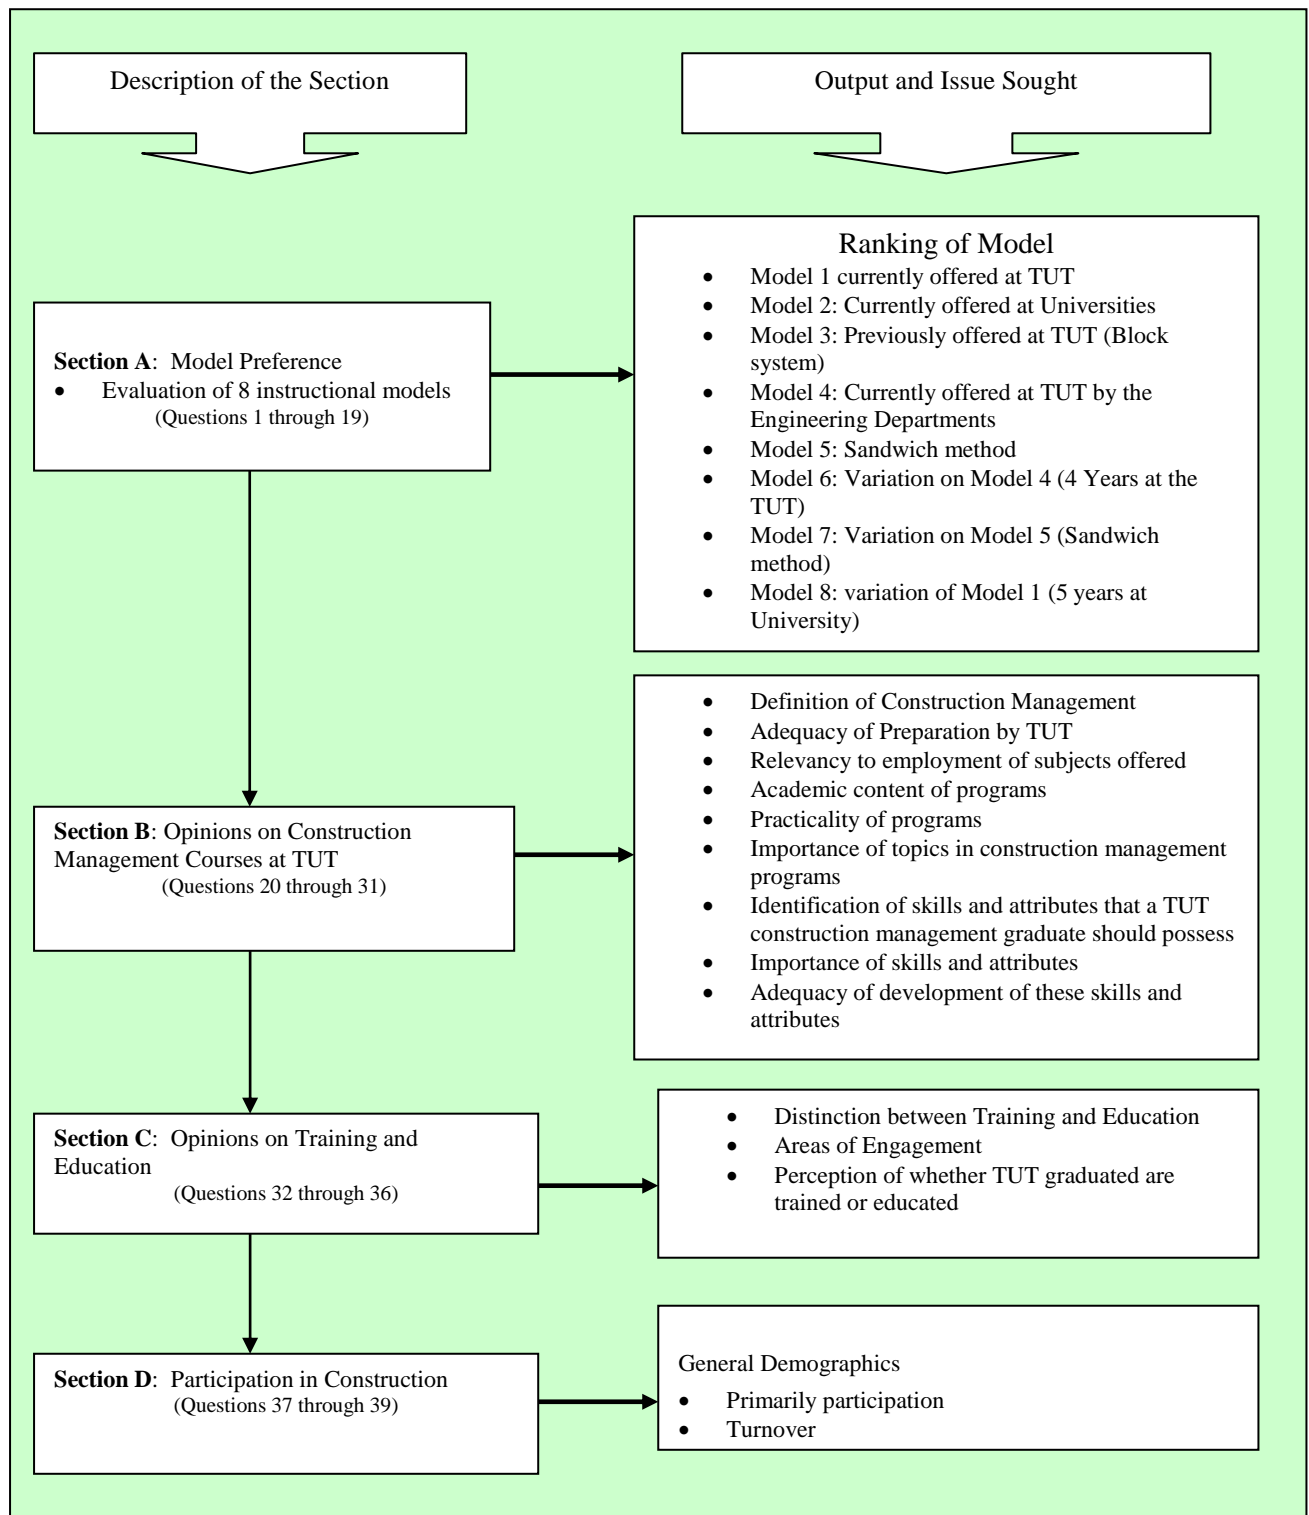 Description of the Section
Output and Issue Sought
Section A: Model Preference
• Evaluation of 8 instructional models
(Questions 1 through 19)
Ranking of Model
• Model 1 currently offered at TUT
• Model 2: Currently offered at Universities
• Model 3: Previously offered at TUT (Block
system)
• Model 4: Currently offered at TUT by the
Engineering Departments
• Model 5: Sandwich method
• Model 6: Variation on Model 4 (4 Years at the
TUT)
• Model 7: Variation on Model 5 (Sandwich
method)
• Model 8: variation of Model 1 (5 years at
University)
Section B: Opinions on Construction
Management Courses at TUT
(Questions 20 through 31)
• Definition of Construction Management
• Adequacy of Preparation by TUT
• Relevancy to employment of subjects offered
• Academic content of programs
• Practicality of programs
• Importance of topics in construction management
programs
• Identification of skills and attributes that a TUT
construction management graduate should possess
• Importance of skills and attributes
• Adequacy of development of these skills and
attributes
Section C: Opinions on Training and
Education
(Questions 32 through 36)
• Distinction between Training and Education
• Areas of Engagement
• Perception of whether TUT graduated are
trained or educated
Section D: Participation in Construction
(Questions 37 through 39)
General Demographics
• Primarily participation
• Turnover